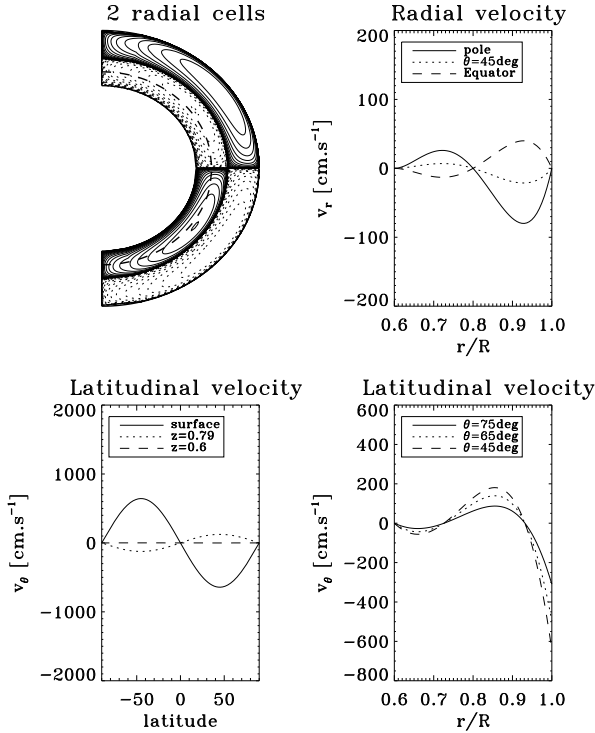 2 radial cells
Radial velocity
pole
θ=45deg
Equator
200
100
0
−100
−200
v_r [cm.s⁻¹]
0.6 0.7 0.8 0.9 1.0
r/R
Latitudinal velocity
surface
z=0.79
z=0.6
2000
1000
0
−1000
−2000
v_θ [cm.s⁻¹]
−50 0 50
latitude
Latitudinal velocity
θ=75deg
θ=65deg
θ=45deg
600
400
200
0
−200
−400
−600
−800
v_θ [cm.s⁻¹]
0.6 0.7 0.8 0.9 1.0
r/R